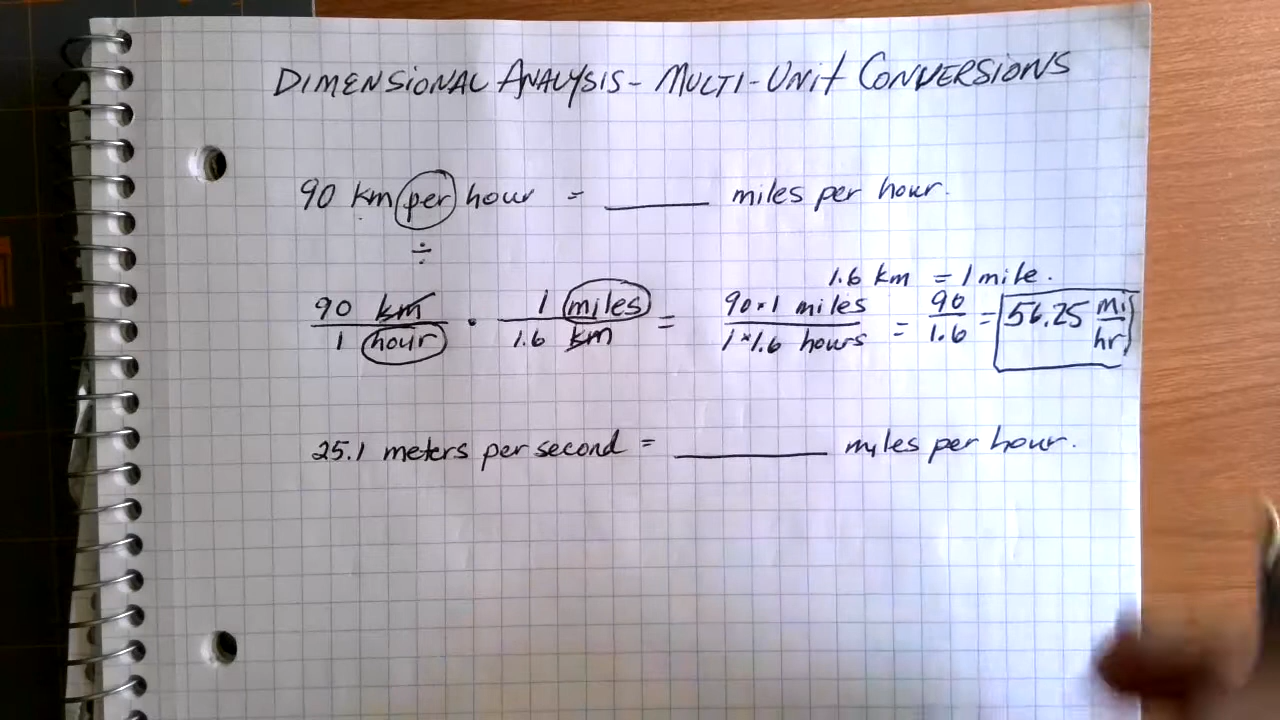 DIMENSIONAL ANALYSIS - MULTI-UNIT CONVERSIONS
90 km per hour = ______ miles per hour.
÷
1.6 km = 1 mile.
90 km / 1 hour · 1 miles / 1.6 km = 90×1 miles / 1×1.6 hours = 90 / 1.6 = 56.25 mi / hr
25.1 meters per second = ______ miles per hour.